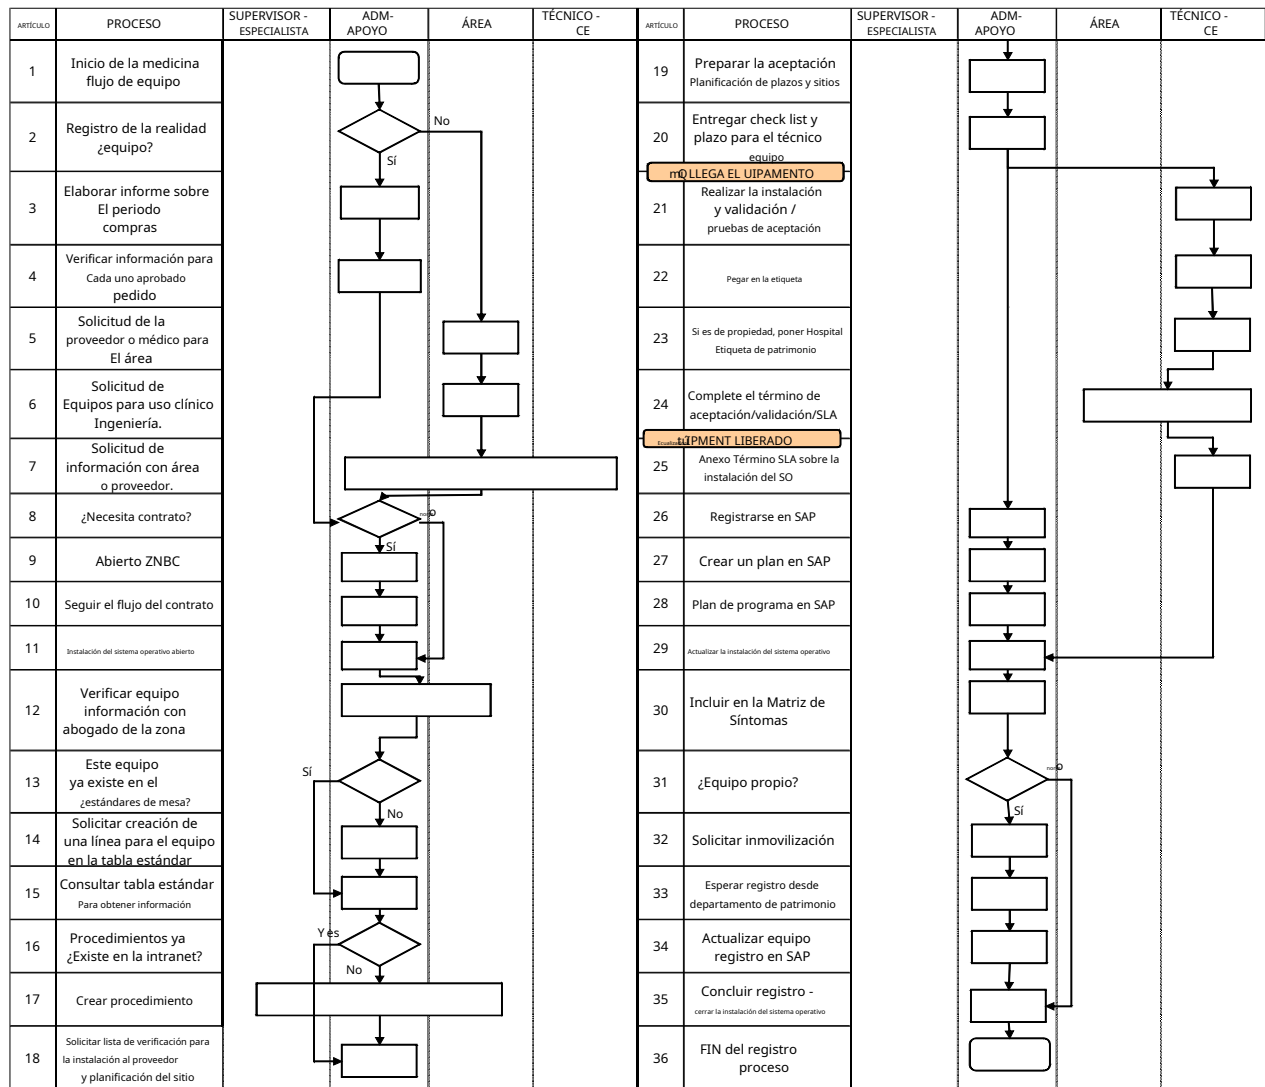 ARTÍCULO
PROCESO
SUPERVISOR -
ESPECIALISTA
ADM-
APOYO
ÁREA
TÉCNICO -
CE
1
Inicio de la medicina
flujo de equipo
2
Registro de la realidad
¿equipo?
No
Sí
3
Elaborar informe sobre
El periodo
compras
4
Verificar información para
Cada uno aprobado
pedido
5
Solicitud de la
proveedor o médico para
El área
6
Solicitud de
Equipos para uso clínico
Ingeniería.
7
Solicitud de
información con área
o proveedor.
8
¿Necesita contrato?
Sí
9
Abierto ZNBC
10
Seguir el flujo del contrato
11
Instalación del sistema operativo abierto
12
Verificar equipo
información con
abogado de la zona
13
Este equipo
ya existe en el
¿estándares de mesa?
Sí
No
14
Solicitar creación de
una línea para el equipo
en la tabla estándar
15
Consultar tabla estándar
Para obtener información
16
Procedimientos ya
¿Existe en la intranet?
Y es
No
17
Crear procedimiento
18
Solicitar lista de verificación para
la instalación al proveedor
y planificación del sitio
ARTÍCULO
PROCESO
SUPERVISOR -
ESPECIALISTA
ADM-
APOYO
ÁREA
TÉCNICO -
CE
19
Preparar la aceptación
Planificación de plazos y sitios
20
Entregar check list y
plazo para el técnico
equipo
LLEGA EL UIPAMENTO
21
Realizar la instalación
y validación /
pruebas de aceptación
22
Pegar en la etiqueta
23
Si es de propiedad, poner Hospital
Etiqueta de patrimonio
24
Complete el término de
aceptación/validación/SLA
IPMENT LIBERADO
25
Anexo Término SLA sobre la
instalación del SO
26
Registrarse en SAP
27
Crear un plan en SAP
28
Plan de programa en SAP
29
Actualizar la instalación del sistema operativo
30
Incluir en la Matriz de
Síntomas
31
¿Equipo propio?
Sí
32
Solicitar inmovilización
33
Esperar registro desde
departamento de patrimonio
34
Actualizar equipo
registro en SAP
35
Concluir registro -
cerrar la instalación del sistema operativo
36
FIN del registro
proceso